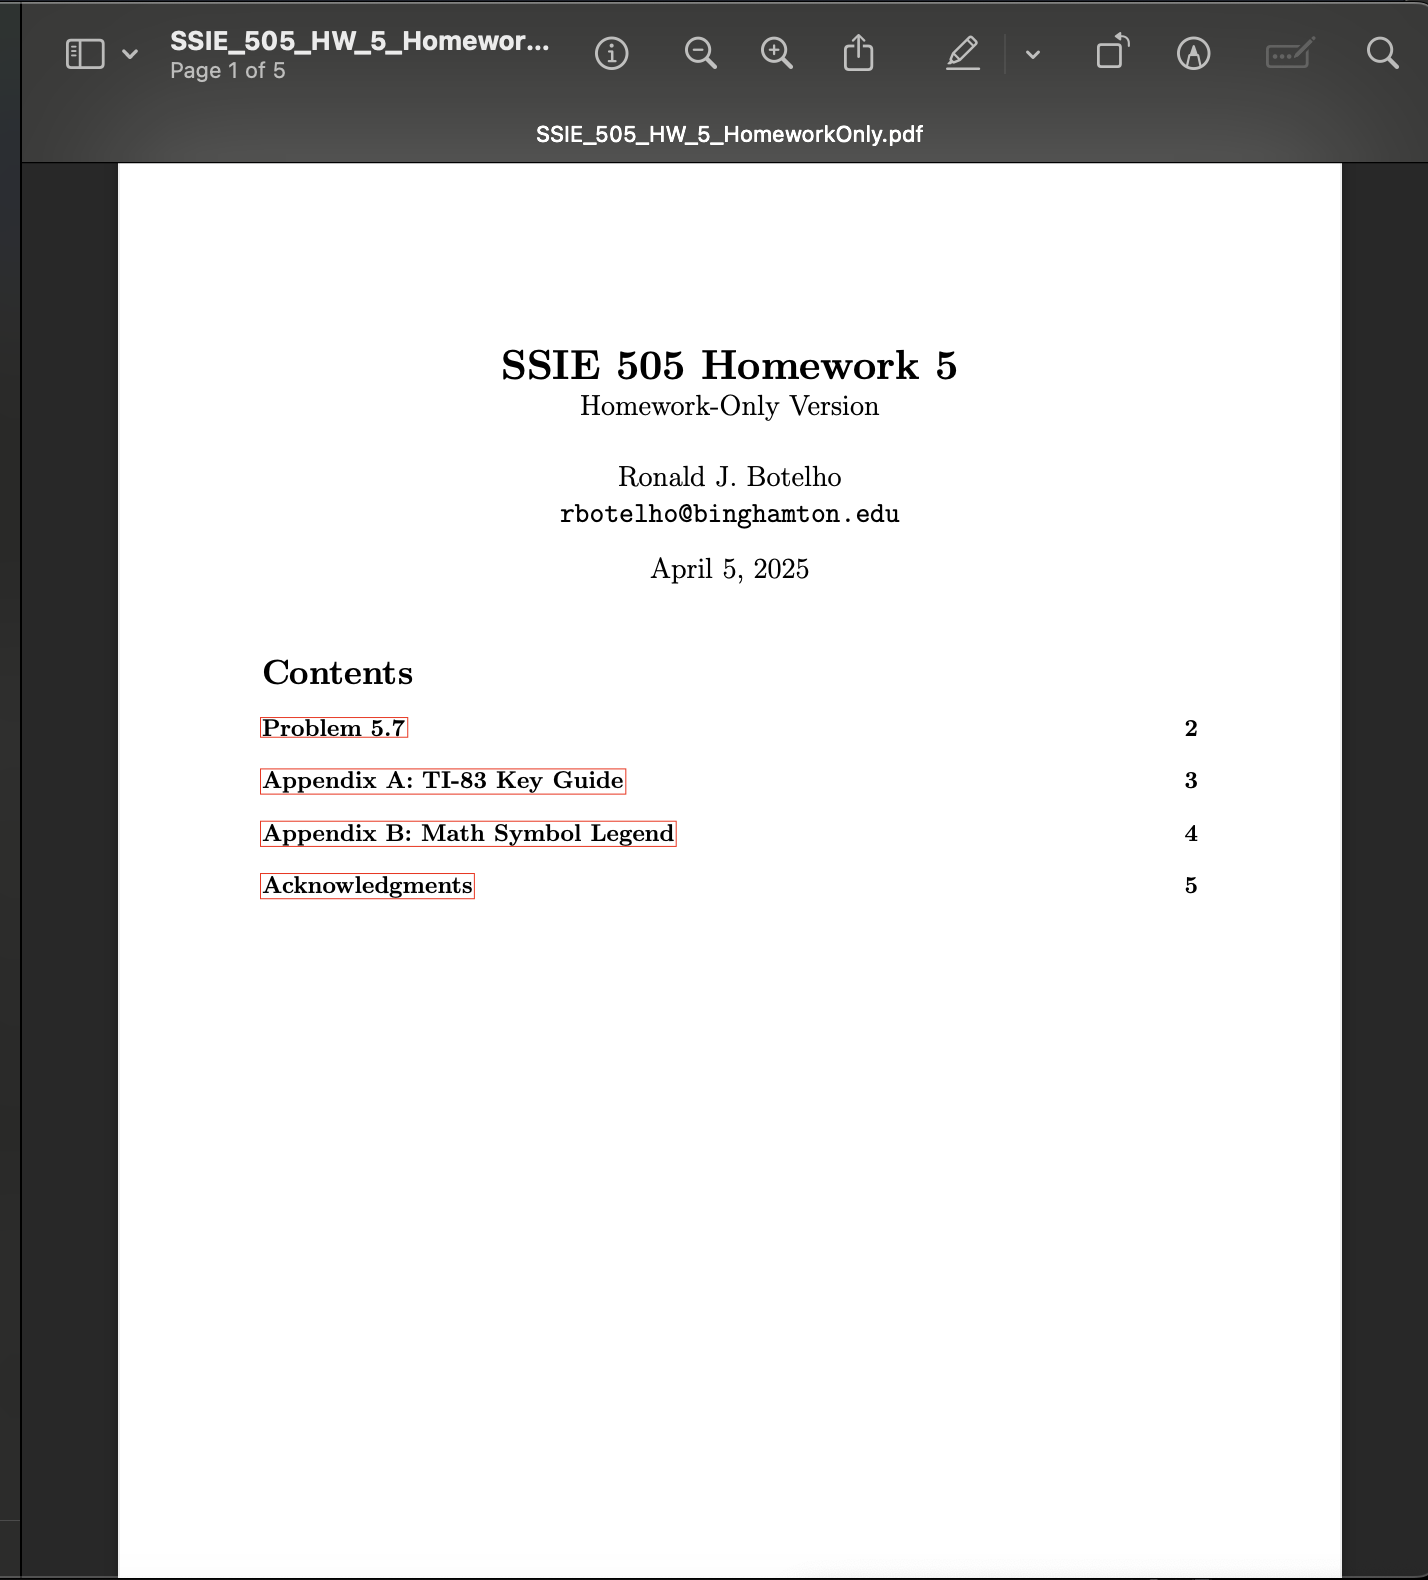 SSIE_505_HW_5_Homewor...
Page 1 of 5
SSIE_505_HW_5_HomeworkOnly.pdf
SSIE 505 Homework 5
Homework-Only Version
Ronald J. Botelho
rbotelho@binghamton.edu
April 5, 2025
Contents
Problem 5.7 2
Appendix A: TI-83 Key Guide 3
Appendix B: Math Symbol Legend 4
Acknowledgments 5